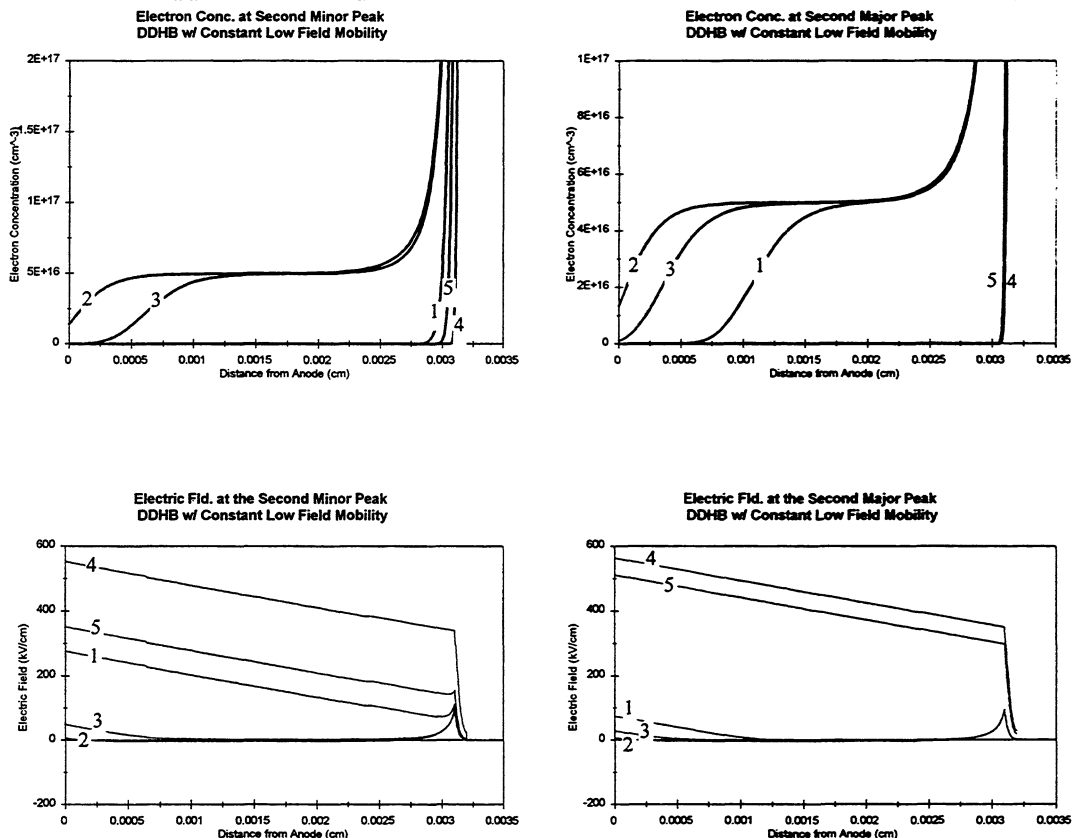 Electron Conc. at Second Minor Peak
DDHB w/ Constant Low Field Mobility
2E+17
1.5E+17
1E+17
5E+16
0
Electron Concentration (cm^-3)
2
3
1
5
4
0 0.0005 0.001 0.0015 0.002 0.0025 0.003 0.0035
Distance from Anode (cm)
Electron Conc. at Second Major Peak
DDHB w/ Constant Low Field Mobility
1E+17
8E+16
6E+16
4E+16
2E+16
0
Electron Concentration (cm^-3)
2
3
1
5
4
0 0.0005 0.001 0.0015 0.002 0.0025 0.003 0.0035
Distance from Anode (cm)
Electric Fld. at the Second Minor Peak
DDHB w/ Constant Low Field Mobility
600
400
200
0
-200
Electric Field (kV/cm)
4
5
1
3
2
0 0.0005 0.001 0.0015 0.002 0.0025 0.003 0.0035
Distance from Anode (cm)
Electric Fld. at the Second Major Peak
DDHB w/ Constant Low Field Mobility
600
400
200
0
-200
Electric Field (kV/cm)
4
5
1
3
2
0 0.0005 0.001 0.0015 0.002 0.0025 0.003 0.0035
Distance from Anode (cm)